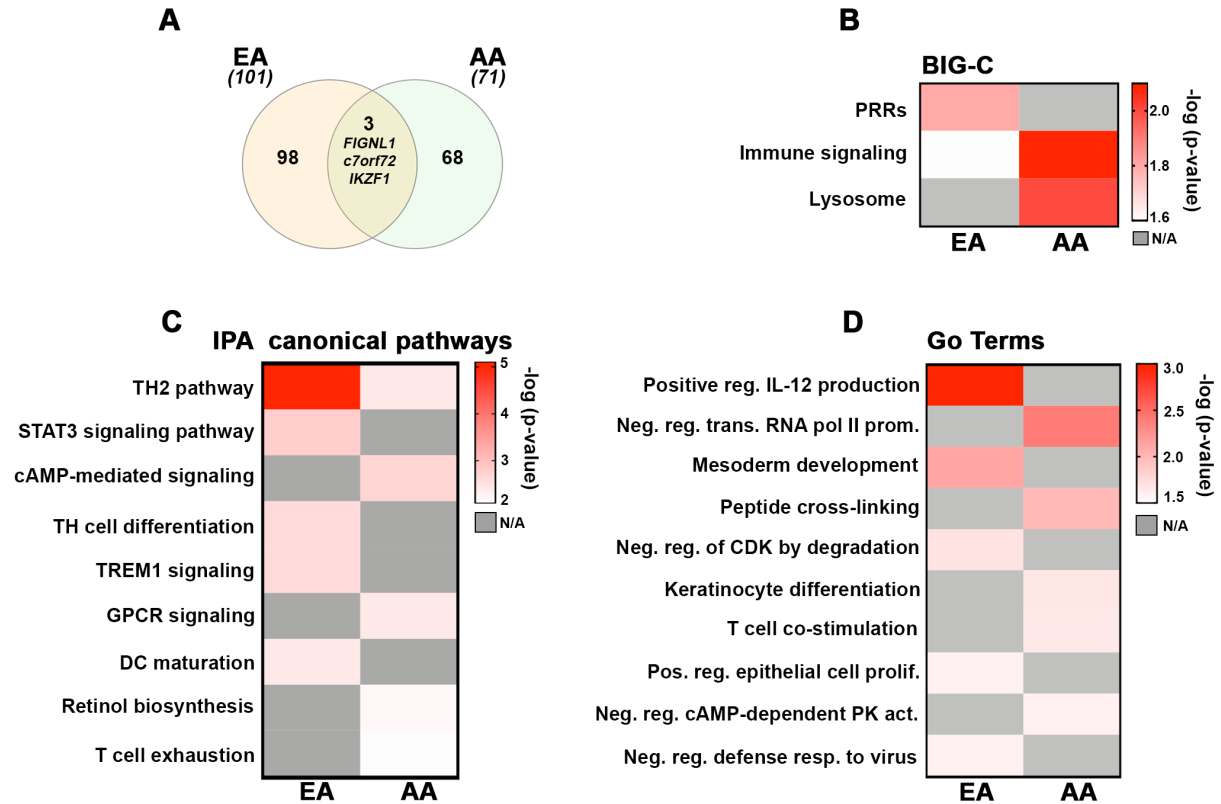 A
EA
(101)
AA
(71)
98
3
FIGNL1
c7orf72
IKZF1
68
B
BIG-C
PRRs
Immune signaling
Lysosome
EA
AA
2.0
1.8
1.6
-log (p-value)
N/A
C
IPA canonical pathways
TH2 pathway
STAT3 signaling pathway
cAMP-mediated signaling
TH cell differentiation
TREM1 signaling
GPCR signaling
DC maturation
Retinol biosynthesis
T cell exhaustion
EA
AA
5
4
3
2
-log (p-value)
N/A
D
Go Terms
Positive reg. IL-12 production
Neg. reg. trans. RNA pol II prom.
Mesoderm development
Peptide cross-linking
Neg. reg. of CDK by degradation
Keratinocyte differentiation
T cell co-stimulation
Pos. reg. epithelial cell prolif.
Neg. reg. cAMP-dependent PK act.
Neg. reg. defense resp. to virus
EA
AA
3.0
2.5
2.0
1.5
-log (p-value)
N/A